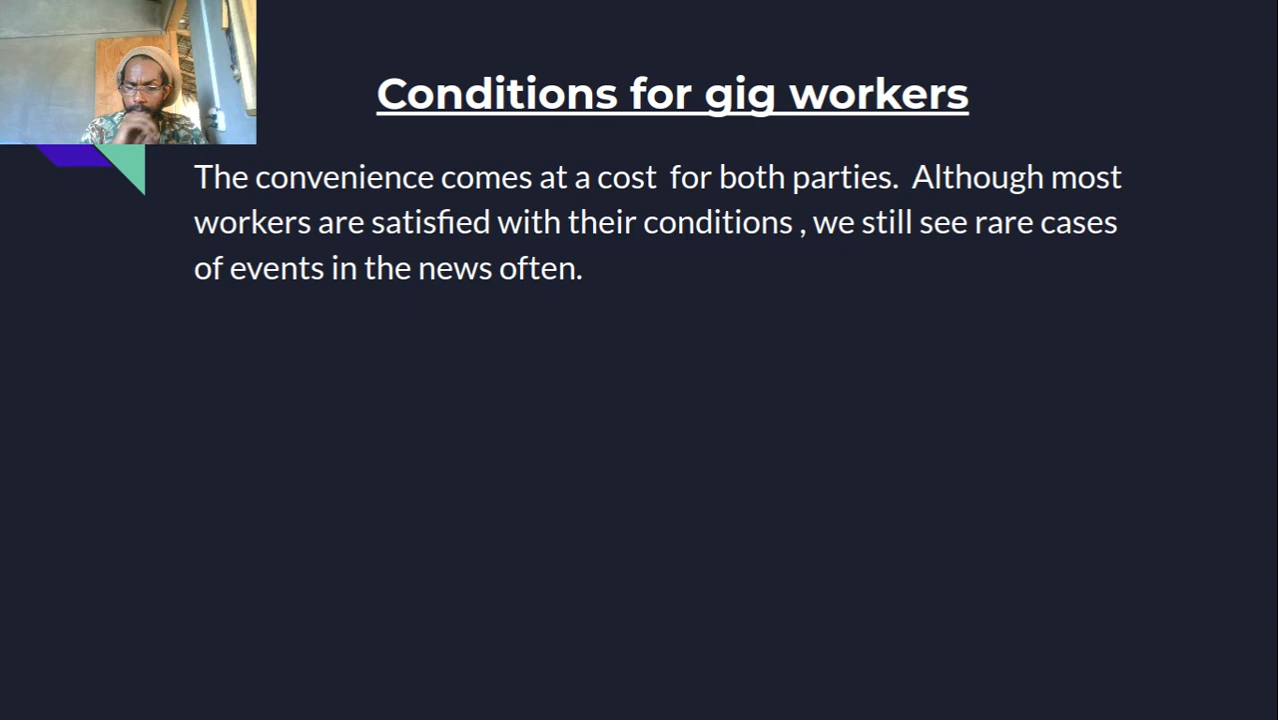 Conditions for gig workers
The convenience comes at a cost  for both parties.  Although most
workers are satisfied with their conditions , we still see rare cases
of events in the news often.